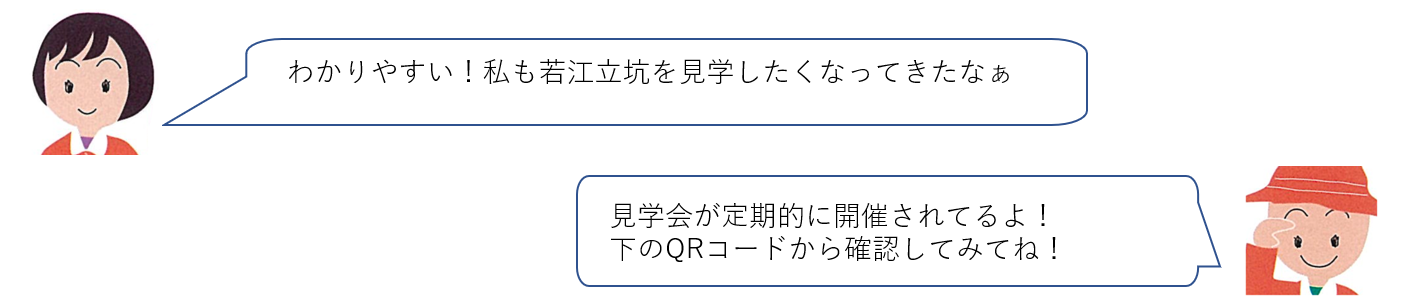 わかりやすい！私も若江立坑を見学したくなってきたなぁ
見学会が定期的に開催されてるよ！
下のQRコードから確認してみてね！